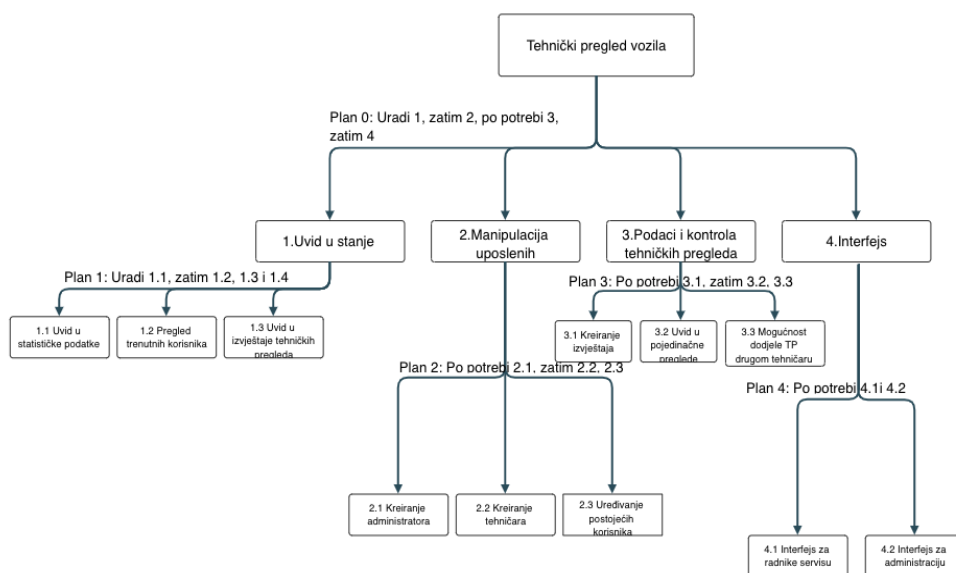 Tehnički pregled vozila
Plan 0: Uradi 1, zatim 2, po potrebi 3,
zatim 4
1.Uvid u stanje
2.Manipulacija
uposlenih
3.Podaci i kontrola
tehničkih pregleda
4.Interfejs
Plan 1: Uradi 1.1, zatim 1.2, 1.3 i 1.4
Plan 3: Po potrebi 3.1, zatim 3.2, 3.3
1.1 Uvid u
statističke podatke
1.2 Pregled
trenutnih korisnika
1.3 Uvid u
izvještaje tehničkih
pregleda
3.1 Kreiranje
izvještaja
3.2 Uvid u
pojedinačne
preglede
3.3 Mogućnost
dodjele TP
drugom tehničaru
Plan 2: Po potrebi 2.1, zatim 2.2, 2.3
Plan 4: Po potrebi 4.1i 4.2
2.1 Kreiranje
administratora
2.2 Kreiranje
tehničara
2.3 Uređivanje
postojećih
korisnika
4.1 Interfejs za
radnike servisu
4.2 Interfejs za
administraciju